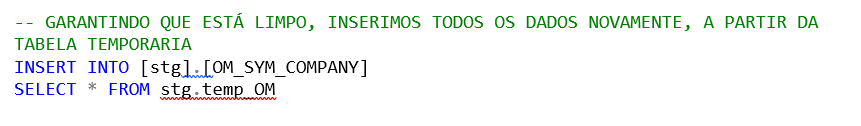 -- GARANTINDO QUE ESTÁ LIMPO, INSERIMOS TODOS OS DADOS NOVAMENTE, A PARTIR DA
TABELA TEMPORARIA
INSERT INTO [stg].[OM_SYM_COMPANY]
SELECT * FROM stg.temp_OM